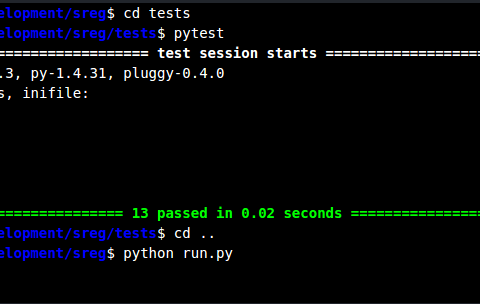 elopment/sreg$ cd tests
elopment/sreg/tests$ pytest
================== test session starts ===================
.3, py-1.4.31, pluggy-0.4.0
s, inifile:
=============== 13 passed in 0.02 seconds ================
elopment/sreg/tests$ cd ..
elopment/sreg$ python run.py